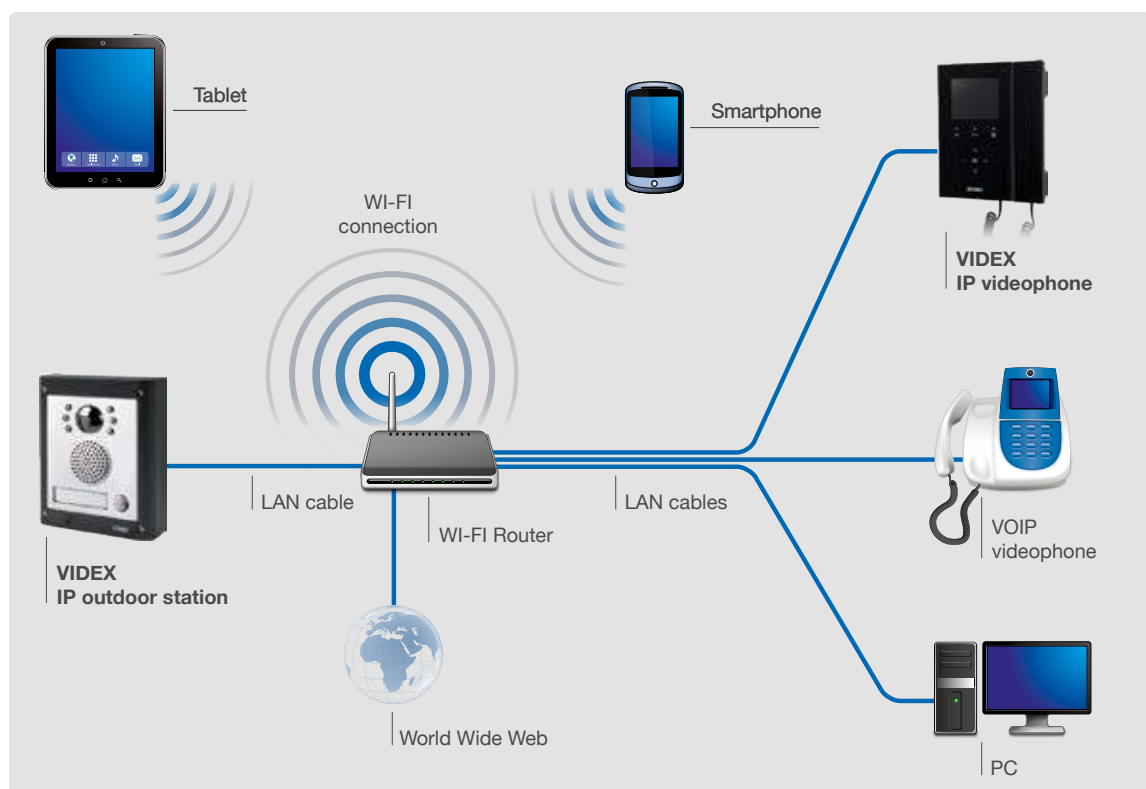 Tablet
Smartphone
WI-FI
connection
VIDEX
IP videophone
LAN cable
WI-FI Router
LAN cables
VOIP
videophone
VIDEX
IP outdoor station
World Wide Web
PC